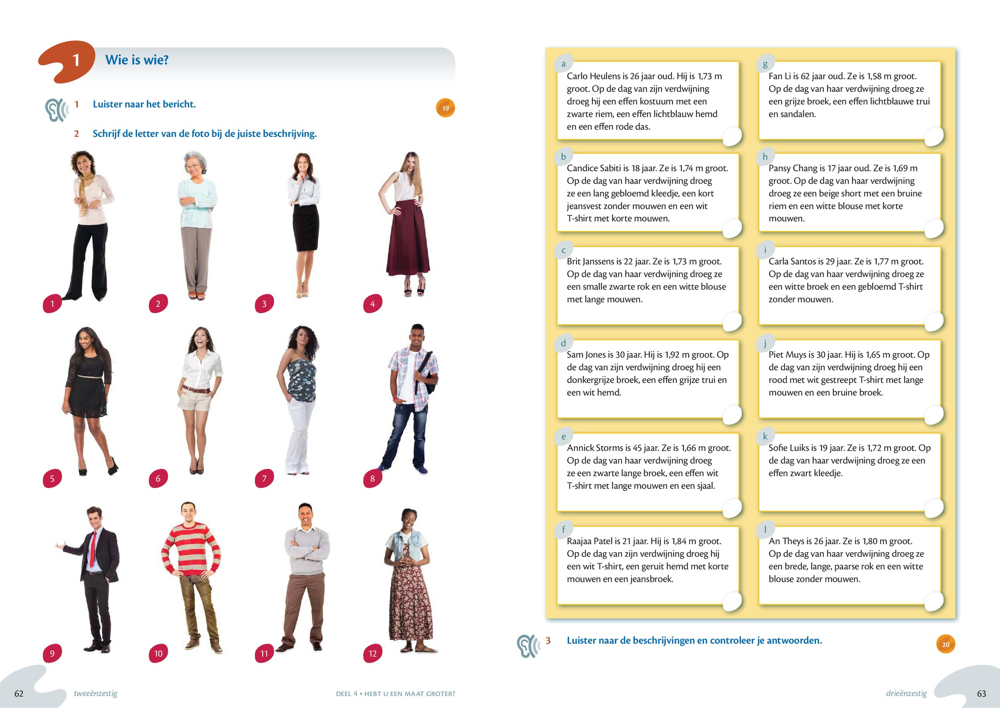 1
Wie is wie?
1 Luister naar het bericht.
19
2 Schrijf de letter van de foto bij de juiste beschrijving.
1
2
3
4
5
6
7
8
9
10
11
12
62
tweeënzestig
DEEL 4 • HEBT U EEN MAAT GROTER?
a
Carlo Heulens is 26 jaar oud. Hij is 1,73 m
groot. Op de dag van zijn verdwijning
droeg hij een effen kostuum met een
zwarte riem, een effen lichtblauw hemd
en een effen rode das.
b
Candice Sabiti is 18 jaar. Ze is 1,74 m groot.
Op de dag van haar verdwijning droeg
ze een lang gebloemd kleedje, een kort
jeansvest zonder mouwen en een wit
T-shirt met korte mouwen.
c
Brit Janssens is 22 jaar. Ze is 1,73 m groot.
Op de dag van haar verdwijning droeg ze
een smalle zwarte rok en een witte blouse
met lange mouwen.
d
Sam Jones is 30 jaar. Hij is 1,92 m groot. Op
de dag van zijn verdwijning droeg hij een
donkergrijze broek, een effen grijze trui en
een wit hemd.
e
Annick Storms is 45 jaar. Ze is 1,66 m groot.
Op de dag van haar verdwijning droeg
ze een zwarte lange broek, een effen wit
T-shirt met lange mouwen en een sjaal.
f
Raajaa Patel is 21 jaar. Hij is 1,84 m groot.
Op de dag van zijn verdwijning droeg hij
een wit T-shirt, een geruit hemd met korte
mouwen en een jeansbroek.
g
Fan Li is 62 jaar oud. Ze is 1,58 m groot.
Op de dag van haar verdwijning droeg ze
een grijze broek, een effen lichtblauwe trui
en sandalen.
h
Pansy Chang is 17 jaar oud. Ze is 1,69 m
groot. Op de dag van haar verdwijning
droeg ze een beige short met een bruine
riem en een witte blouse met korte
mouwen.
i
Carla Santos is 29 jaar. Ze is 1,77 m groot.
Op de dag van haar verdwijning droeg ze
een witte broek en een gebloemd T-shirt
zonder mouwen.
j
Piet Muys is 30 jaar. Hij is 1,65 m groot. Op
de dag van zijn verdwijning droeg hij een
rood met wit gestreept T-shirt met lange
mouwen en een bruine broek.
k
Sofie Luiks is 19 jaar. Ze is 1,72 m groot. Op
de dag van haar verdwijning droeg ze een
effen zwart kleedje.
l
An Theys is 26 jaar. Ze is 1,80 m groot.
Op de dag van haar verdwijning droeg ze
een brede, lange, paarse rok en een witte
blouse zonder mouwen.
3 Luister naar de beschrijvingen en controleer je antwoorden.
20
drieënzestig
63